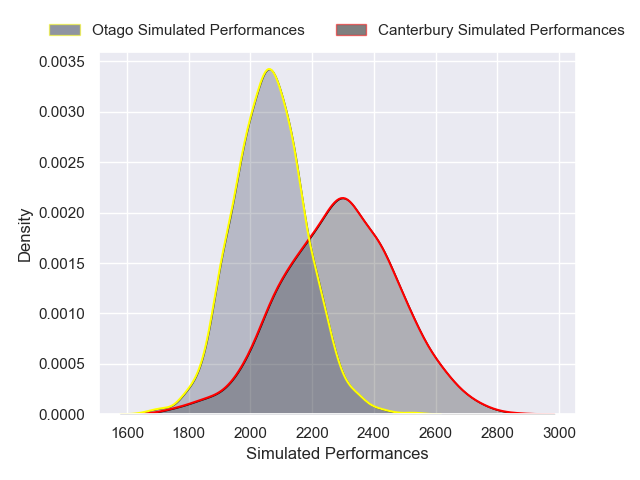 Otago Simulated Performances Canterbury Simulated Performances
0.0035
0.0030
0.0025
0.0020
0.0015
0.0010
0.0005
0.0000
Density
1600 1800 2000 2200 2400 2600 2800 3000
Simulated Performances